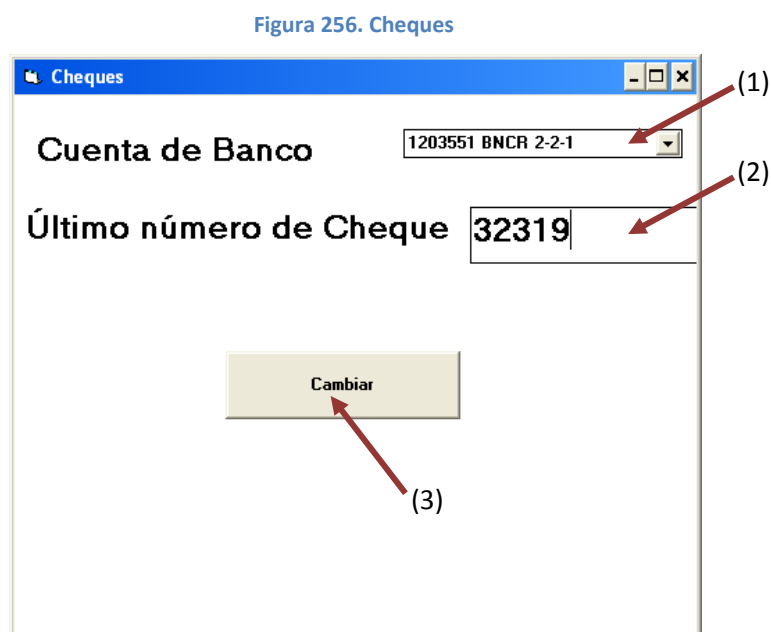 Figura 256. Cheques
Cheques
(1)
Cuenta de Banco 1203551 BNCR 2-2-1
(2)
Último número de Cheque 32319
Cambiar
(3)